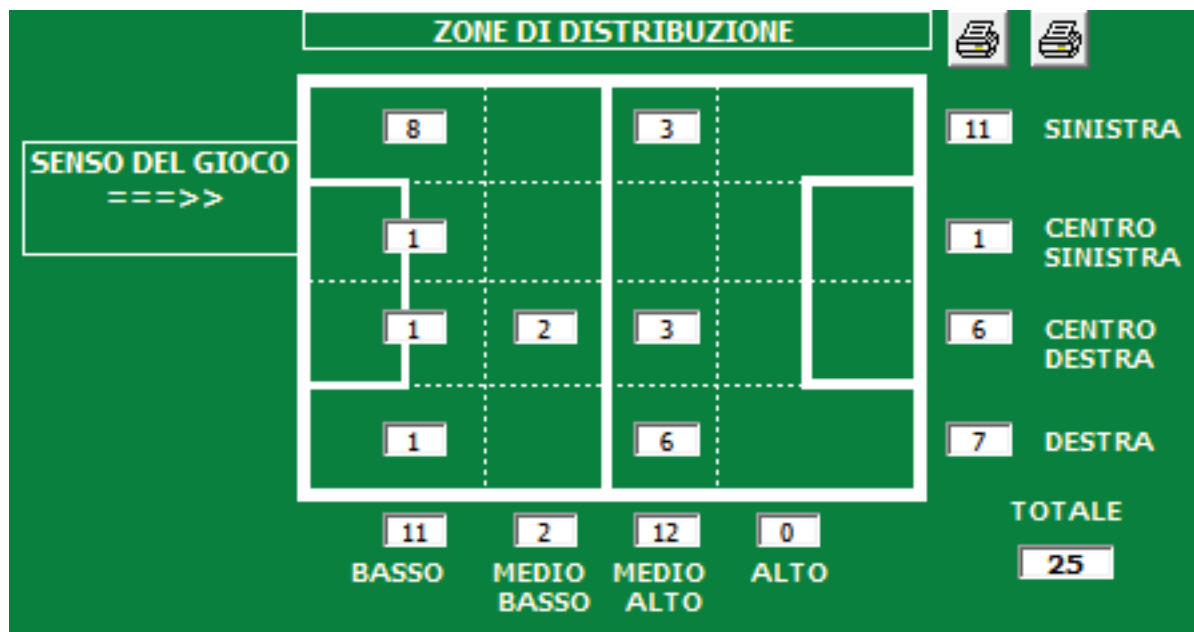 ZONE DI DISTRIBUZIONE
8 3 11 SINISTRA
SENSO DEL GIOCO
===>>
1 1 CENTRO
SINISTRA
1 2 3 6 CENTRO
DESTRA
1 6 7 DESTRA
11 2 12 0 TOTALE
BASSO MEDIO MEDIO ALTO 25
BASSO ALTO